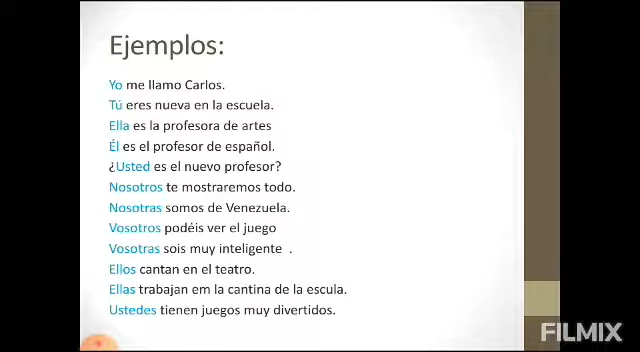 Ejemplos:
Yo me llamo Carlos.
Tú eres nueva en la escuela.
Ella es la profesora de artes
Él es el profesor de español.
¿Usted es el nuevo profesor?
Nosotros te mostraremos todo.
Nosotras somos de Venezuela.
Vosotros podéis ver el juego
Vosotras sois muy inteligente .
Ellos cantan en el teatro.
Ellas trabajan em la cantina de la escula.
Ustedes tienen juegos muy divertidos.
FILMIX